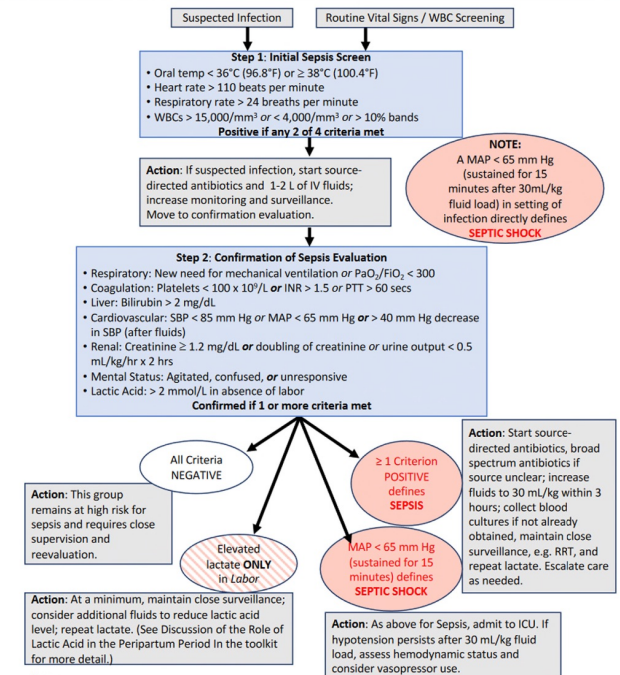 Suspected Infection
Routine Vital Signs / WBC Screening
Step 1: Initial Sepsis Screen
• Oral temp < 36°C (96.8°F) or ≥ 38°C (100.4°F)
• Heart rate > 110 beats per minute
• Respiratory rate > 24 breaths per minute
• WBCs > 15,000/mm³ or < 4,000/mm³ or > 10% bands
Positive if any 2 of 4 criteria met
NOTE:
A MAP < 65 mm Hg
(sustained for 15
minutes after 30mL/kg
fluid load) in setting of
infection directly defines
SEPTIC SHOCK
Action: If suspected infection, start source-
directed antibiotics and 1-2 L of IV fluids;
increase monitoring and surveillance.
Move to confirmation evaluation.
Step 2: Confirmation of Sepsis Evaluation
• Respiratory: New need for mechanical ventilation or PaO₂/FiO₂ < 300
• Coagulation: Platelets < 100 x 10⁹/L or INR > 1.5 or PTT > 60 secs
• Liver: Bilirubin > 2 mg/dL
• Cardiovascular: SBP < 85 mm Hg or MAP < 65 mm Hg or > 40 mm Hg decrease
in SBP (after fluids)
• Renal: Creatinine ≥ 1.2 mg/dL or doubling of creatinine or urine output < 0.5
mL/kg/hr x 2 hrs
• Mental Status: Agitated, confused, or unresponsive
• Lactic Acid: > 2 mmol/L in absence of labor
Confirmed if 1 or more criteria met
All Criteria
NEGATIVE
Action: This group
remains at high risk for
sepsis and requires close
supervision and
reevaluation.
Elevated
lactate ONLY
in Labor
Action: At a minimum, maintain close surveillance;
consider additional fluids to reduce lactic acid
level; repeat lactate. (See Discussion of the Role of
Lactic Acid in the Peripartum Period In the toolkit
for more detail.)
≥ 1 Criterion
POSITIVE
defines
SEPSIS
Action: Start source-
directed antibiotics, broad
spectrum antibiotics if
source unclear; increase
fluids to 30 mL/kg within 3
hours; collect blood
cultures if not already
obtained, maintain close
surveillance, e.g. RRT, and
repeat lactate. Escalate care
as needed.
MAP < 65 mm Hg
(sustained for 15
minutes) defines
SEPTIC SHOCK
Action: As above for Sepsis, admit to ICU. If
hypotension persists after 30 mL/kg fluid
load, assess hemodynamic status and
consider vasopressor use.